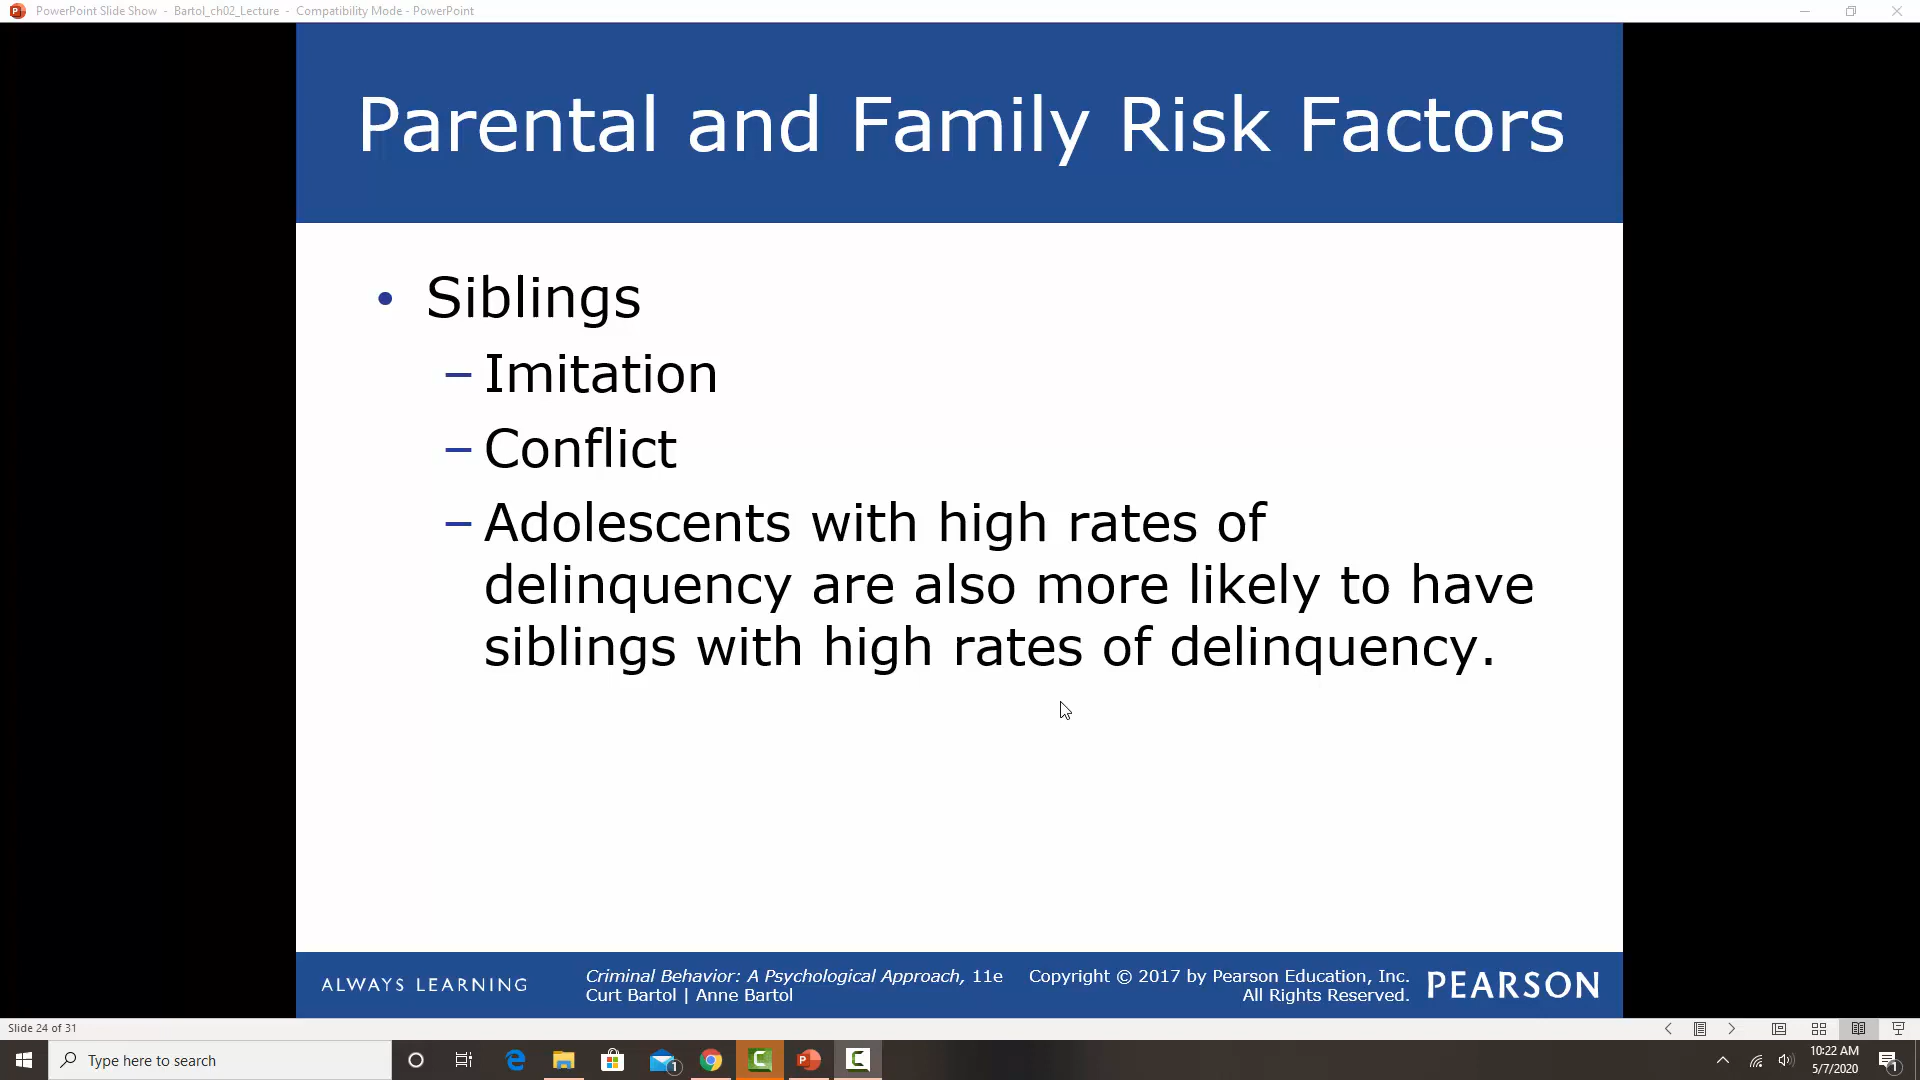 PowerPoint Slide Show - Bartol_ch02_Lecture - Compatibility Mode - PowerPoint
Parental and Family Risk Factors
• Siblings
– Imitation
– Conflict
– Adolescents with high rates of
delinquency are also more likely to have
siblings with high rates of delinquency.
ALWAYS LEARNING
Criminal Behavior: A Psychological Approach, 11e
Curt Bartol | Anne Bartol
Copyright © 2017 by Pearson Education, Inc.
All Rights Reserved.
PEARSON
Slide 24 of 31
Type here to search
10:22 AM
5/7/2020